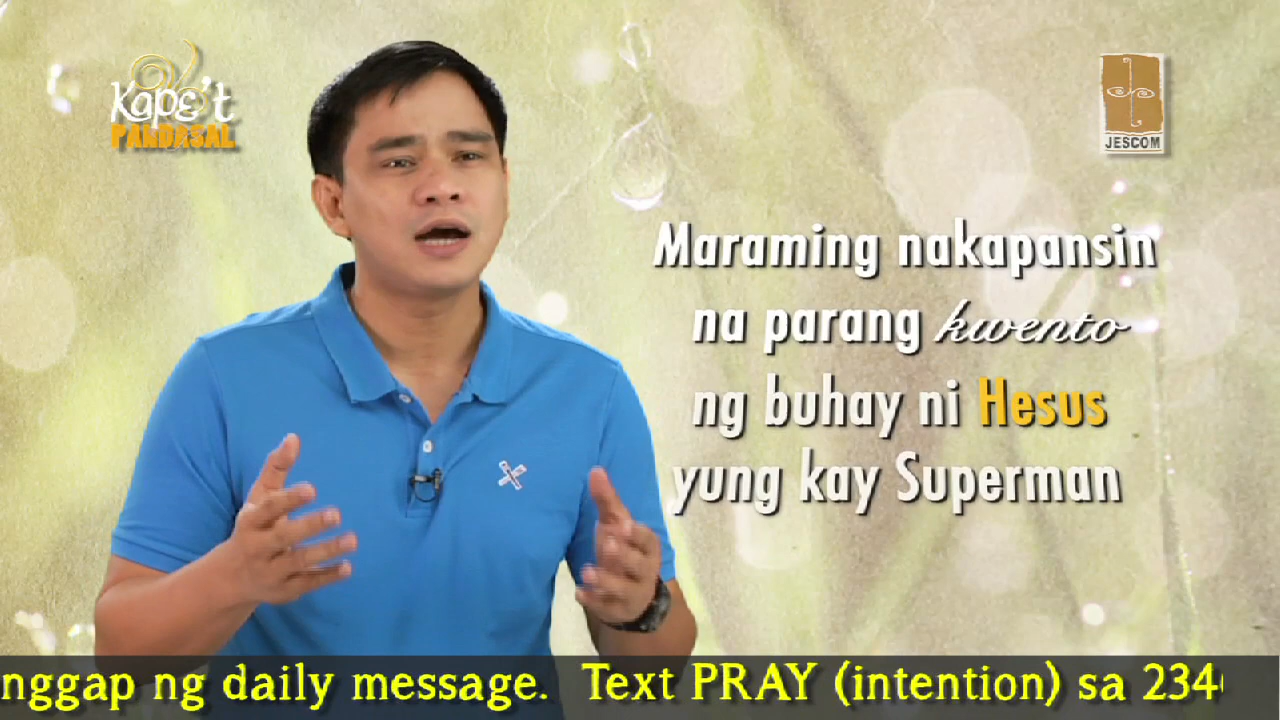 Kape't
PANDASAL
JESCOM
Maraming nakapansin
na parang kwento
ng buhay ni Hesus
yung kay Superman
nggap ng daily message. Text PRAY (intention) sa 234